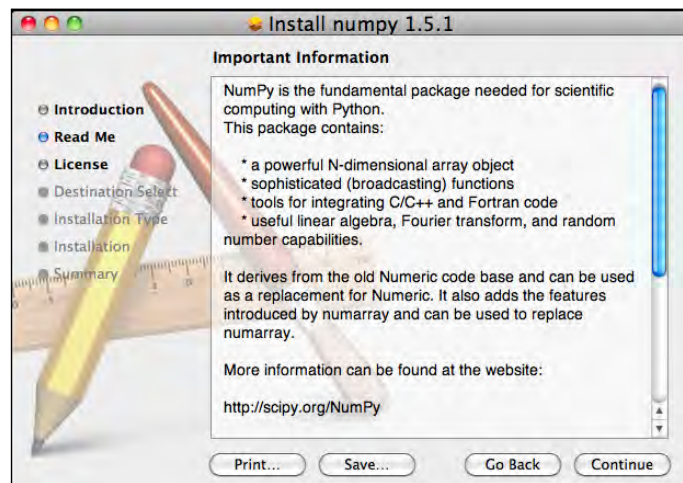 Install numpy 1.5.1
Important Information
Introduction
Read Me
License
Destination Select
Installation Type
Installation
Summary
NumPy is the fundamental package needed for scientific
computing with Python.
This package contains:
* a powerful N-dimensional array object
* sophisticated (broadcasting) functions
* tools for integrating C/C++ and Fortran code
* useful linear algebra, Fourier transform, and random
number capabilities.
It derives from the old Numeric code base and can be used
as a replacement for Numeric. It also adds the features
introduced by numarray and can be used to replace
numarray.
More information can be found at the website:
http://scipy.org/NumPy
Print...
Save...
Go Back
Continue